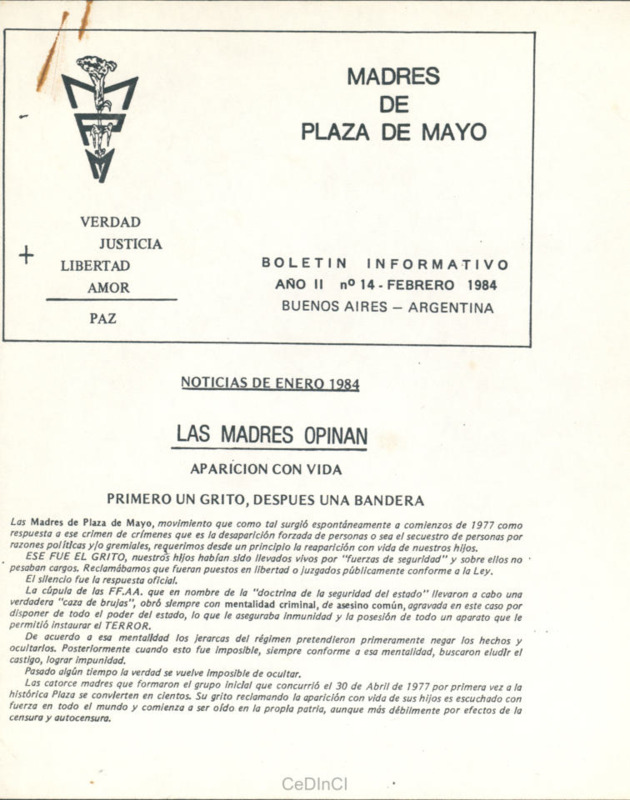 MPM
MADRES
DE
PLAZA DE MAYO
VERDAD
JUSTICIA
+ LIBERTAD
AMOR
PAZ
BOLETIN INFORMATIVO
AÑO II nº 14 - FEBRERO 1984
BUENOS AIRES — ARGENTINA
NOTICIAS DE ENERO 1984
LAS MADRES OPINAN
APARICION CON VIDA
PRIMERO UN GRITO, DESPUES UNA BANDERA
Las Madres de Plaza de Mayo, movimiento que como tal surgió espontáneamente a comienzos de 1977 como
respuesta a ese crimen de crímenes que es la desaparición forzada de personas o sea el secuestro de personas por
razones políticas y/o gremiales, requerimos desde un principio la reaparición con vida de nuestros hijos.
ESE FUE EL GRITO, nuestros hijos habían sido llevados vivos por "fuerzas de seguridad" y sobre ellos no
pesaban cargos. Reclamábamos que fueran puestos en libertad o juzgados públicamente conforme a la Ley.
El silencio fue la respuesta oficial.
La cúpula de las FF.AA. que en nombre de la "doctrina de la seguridad del estado" llevaron a cabo una
verdadera "caza de brujas", obró siempre con mentalidad criminal, de asesino común, agravada en este caso por
disponer de todo el poder del estado, lo que le aseguraba inmunidad y la posesión de todo un aparato que le
permitió instaurar el TERROR.
De acuerdo a esa mentalidad los jerarcas del régimen pretendieron primeramente negar los hechos y
ocultarlos. Posteriormente cuando esto fue imposible, siempre conforme a esa mentalidad, buscaron eludir el
castigo, lograr impunidad.
Pasado algún tiempo la verdad se vuelve imposible de ocultar.
Las catorce madres que formaron el grupo inicial que concurrió el 30 de Abril de 1977 por primera vez a la
histórica Plaza se convierten en cientos. Su grito reclamando la aparición con vida de sus hijos es escuchado con
fuerza en todo el mundo y comienza a ser oído en la propia patria, aunque más débilmente por efectos de la
censura y autocensura.
CeDInCI